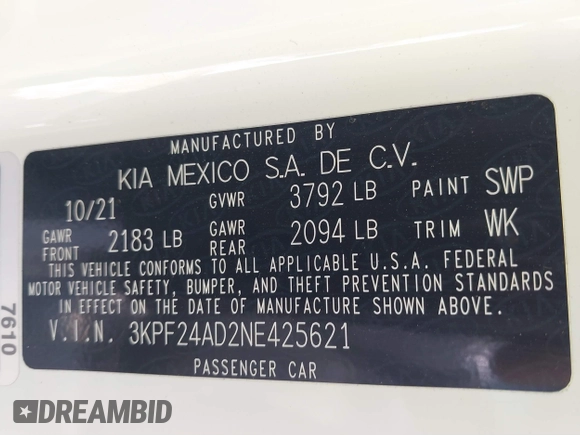 MANUFACTURED BY
KIA MEXICO S.A. DE C.V.
10/21 GVWR 3792 LB PAINT SWP
GAWR FRONT 2183 LB GAWR REAR 2094 LB TRIM WK
THIS VEHICLE CONFORMS TO ALL APPLICABLE U.S.A. FEDERAL
MOTOR VEHICLE SAFETY, BUMPER, AND THEFT PREVENTION STANDARDS
IN EFFECT ON THE DATE OF MANUFACTURE SHOWN ABOVE.
V.I.N. 3KPF24AD2NE425621
PASSENGER CAR
7610
DREAMBID